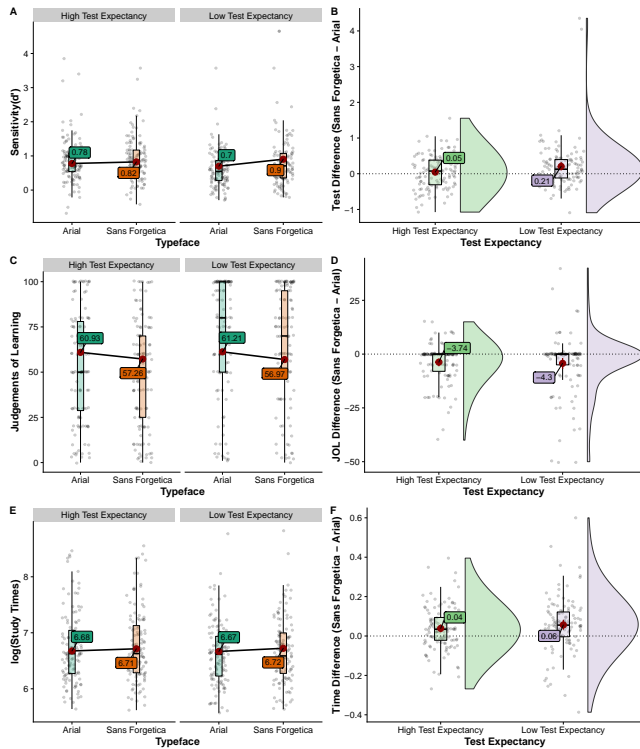 A
High Test Expectancy
Low Test Expectancy
Sensitivity(d')
4
3
2
1
0
0.78
0.82
0.7
0.9
Arial
Sans Forgetica
Arial
Sans Forgetica
Typeface
B
Test Difference (Sans Forgetica − Arial)
4
3
2
1
0
−1
0.05
0.21
High Test Expectancy
Low Test Expectancy
Test Expectancy
C
High Test Expectancy
Low Test Expectancy
Judgements of Learning
100
75
50
25
0
60.93
57.26
61.21
56.97
Arial
Sans Forgetica
Arial
Sans Forgetica
Typeface
D
JOL Difference (Sans Forgetica − Arial)
25
0
−25
−50
−3.74
−4.3
High Test Expectancy
Low Test Expectancy
Test Expectancy
E
High Test Expectancy
Low Test Expectancy
log(Study Times)
8
7
6
6.68
6.71
6.67
6.72
Arial
Sans Forgetica
Arial
Sans Forgetica
Typeface
F
Time Difference (Sans Forgetica − Arial)
0.6
0.4
0.2
0.0
−0.2
−0.4
0.04
0.06
High Test Expectancy
Low Test Expectancy
Test Expectancy